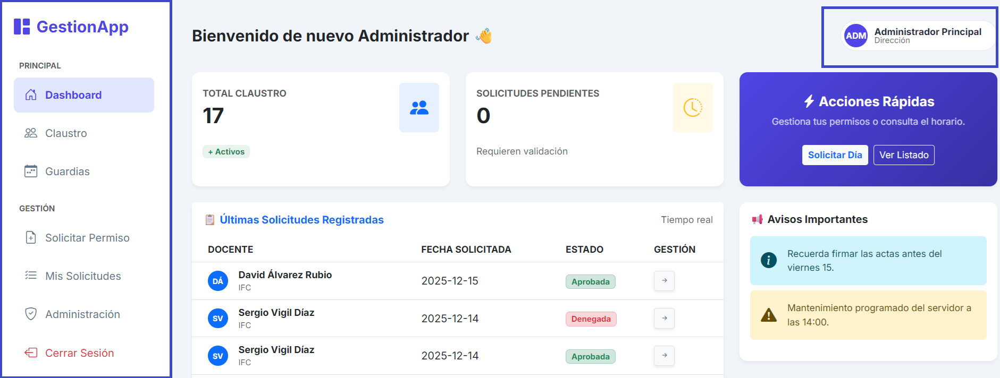 GestionApp
PRINCIPAL
Dashboard
Claustro
Guardias
GESTIÓN
Solicitar Permiso
Mis Solicitudes
Administración
Cerrar Sesión
Bienvenido de nuevo Administrador 👋
ADM
Administrador Principal
Dirección
TOTAL CLAUSTRO
17
+ Activos
SOLICITUDES PENDIENTES
0
Requieren validación
Acciones Rápidas
Gestiona tus permisos o consulta el horario.
Solicitar Día
Ver Listado
📋 Últimas Solicitudes Registradas
Tiempo real
DOCENTE FECHA SOLICITADA ESTADO GESTIÓN
DÁ David Álvarez Rubio 2025-12-15 Aprobada →
IFC
SV Sergio Vigil Díaz 2025-12-14 Denegada →
IFC
SV Sergio Vigil Díaz 2025-12-14 Aprobada →
IFC
📢 Avisos Importantes
Recuerda firmar las actas antes del
viernes 15.
Mantenimiento programado del servidor a
las 14:00.